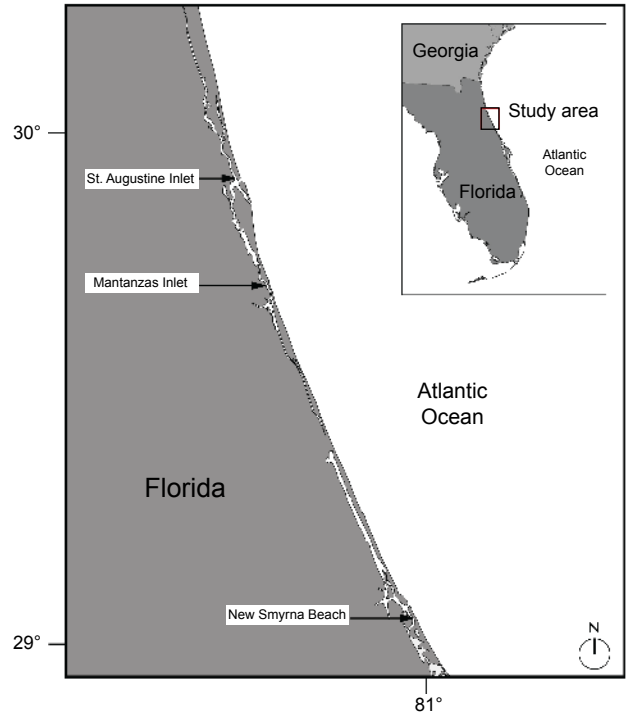 Georgia
Study area
Atlantic
Ocean
Florida
30°
St. Augustine Inlet
Mantanzas Inlet
Atlantic
Ocean
Florida
New Smyrna Beach
N
29°
81°